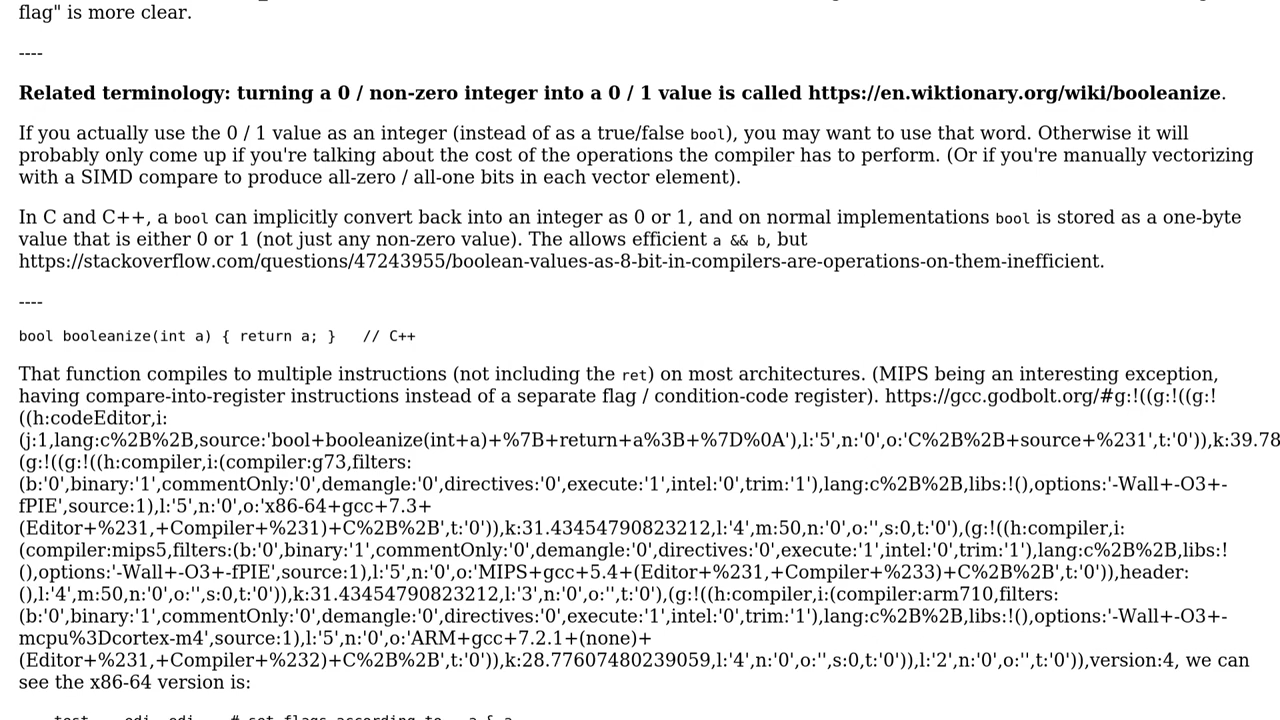 flag" is more clear.
----
Related terminology: turning a 0 / non-zero integer into a 0 / 1 value is called https://en.wiktionary.org/wiki/booleanize.
If you actually use the 0 / 1 value as an integer (instead of as a true/false bool), you may want to use that word. Otherwise it will
probably only come up if you're talking about the cost of the operations the compiler has to perform. (Or if you're manually vectorizing
with a SIMD compare to produce all-zero / all-one bits in each vector element).
In C and C++, a bool can implicitly convert back into an integer as 0 or 1, and on normal implementations bool is stored as a one-byte
value that is either 0 or 1 (not just any non-zero value). The allows efficient a && b, but
https://stackoverflow.com/questions/47243955/boolean-values-as-8-bit-in-compilers-are-operations-on-them-inefficient.
----
bool booleanize(int a) { return a; }   // C++
That function compiles to multiple instructions (not including the ret) on most architectures. (MIPS being an interesting exception,
having compare-into-register instructions instead of a separate flag / condition-code register). https://gcc.godbolt.org/#g:!((g:!((g:!
((h:codeEditor,i:
(j:1,lang:c%2B%2B,source:'bool+booleanize(int+a)+%7B+return+a%3B+%7D%0A'),l:'5',n:'0',o:'C%2B%2B+source+%231',t:'0')),k:39.78
(g:!((g:!((h:compiler,i:(compiler:g73,filters:
(b:'0',binary:'1',commentOnly:'0',demangle:'0',directives:'0',execute:'1',intel:'0',trim:'1'),lang:c%2B%2B,libs:!(),options:'-Wall+-O3+-
fPIE',source:1),l:'5',n:'0',o:'x86-64+gcc+7.3+
(Editor+%231,+Compiler+%231)+C%2B%2B',t:'0')),k:31.43454790823212,l:'4',m:50,n:'0',o:'',s:0,t:'0'),(g:!((h:compiler,i:
(compiler:mips5,filters:(b:'0',binary:'1',commentOnly:'0',demangle:'0',directives:'0',execute:'1',intel:'0',trim:'1'),lang:c%2B%2B,libs:!
(),options:'-Wall+-O3+-fPIE',source:1),l:'5',n:'0',o:'MIPS+gcc+5.4+(Editor+%231,+Compiler+%233)+C%2B%2B',t:'0')),header:
(),l:'4',m:50,n:'0',o:'',s:0,t:'0')),k:31.43454790823212,l:'3',n:'0',o:'',t:'0'),(g:!((h:compiler,i:(compiler:arm710,filters:
(b:'0',binary:'1',commentOnly:'0',demangle:'0',directives:'0',execute:'1',intel:'0',trim:'1'),lang:c%2B%2B,libs:!(),options:'-Wall+-O3+-
mcpu%3Dcortex-m4',source:1),l:'5',n:'0',o:'ARM+gcc+7.2.1+(none)+
(Editor+%231,+Compiler+%232)+C%2B%2B',t:'0')),k:28.77607480239059,l:'4',n:'0',o:'',s:0,t:'0')),l:'2',n:'0',o:'',t:'0')),version:4, we can
see the x86-64 version is: